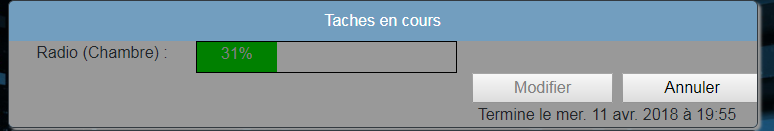 Taches en cours
Radio (Chambre) : 31%
Modifier Annuler
Termine le mer. 11 avr. 2018 à 19:55